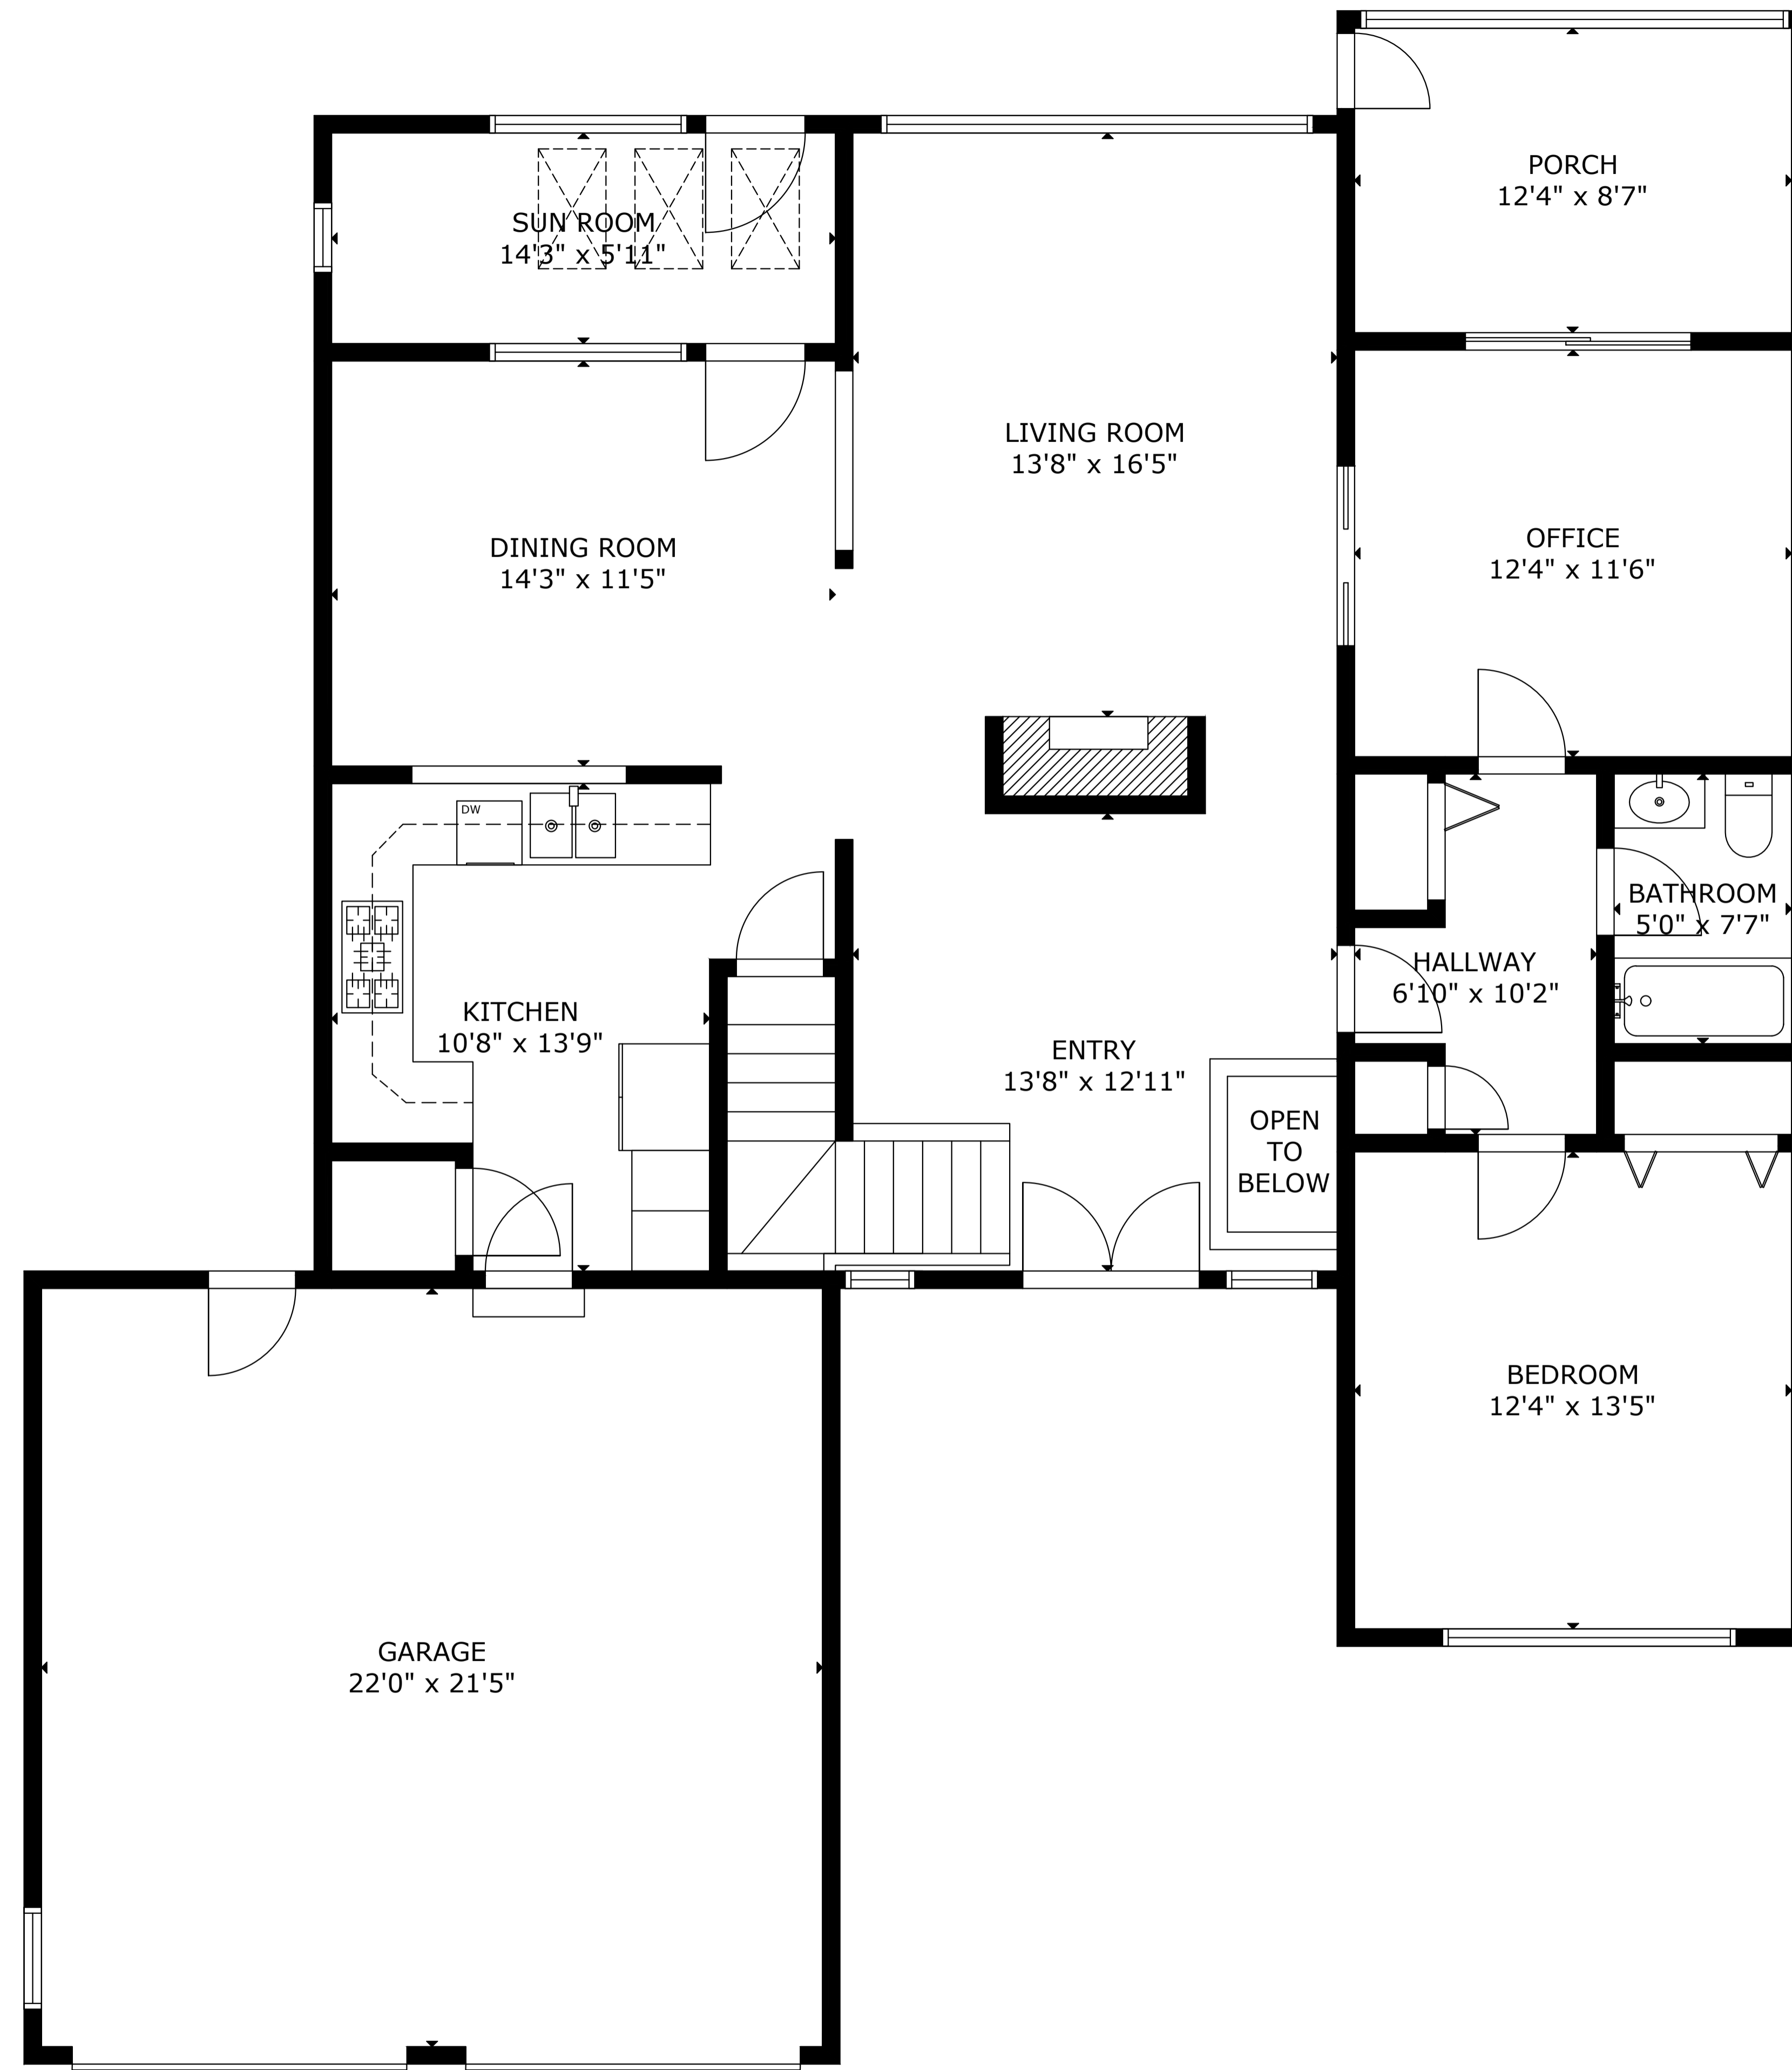 PORCH
12'4" x 8'7"
SUN ROOM
14'3" x 5'11"
LIVING ROOM
13'8" x 16'5"
DINING ROOM
14'3" x 11'5"
OFFICE
12'4" x 11'6"
DW
BATHROOM
5'0" x 7'7"
HALLWAY
6'10" x 10'2"
KITCHEN
10'8" x 13'9"
ENTRY
13'8" x 12'11"
OPEN
TO
BELOW
BEDROOM
12'4" x 13'5"
GARAGE
22'0" x 21'5"